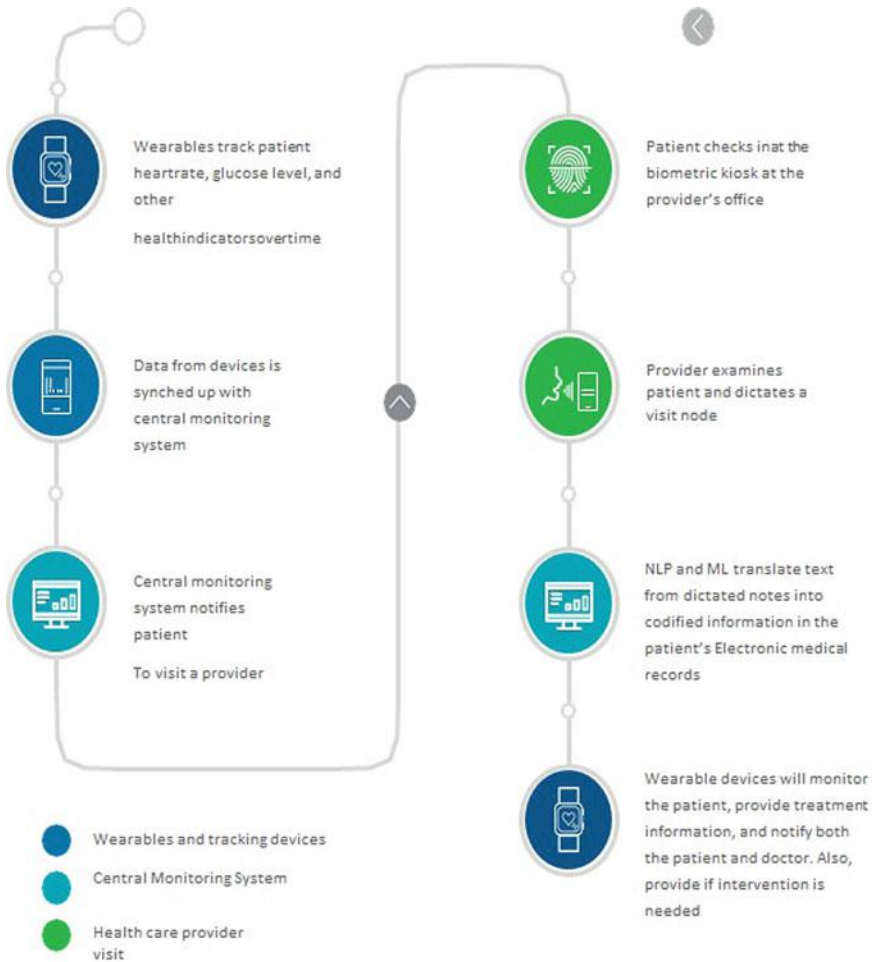 Wearables track patient
heartrate, glucose level, and
other
healthindicatorsovertime
Data from devices is
synched up with
central monitoring
system
Central monitoring
system notifies
patient
To visit a provider
Patient checks inat the
biometric kiosk at the
provider's office
Provider examines
patient and dictates a
visit node
NLP and ML translate text
from dictated notes into
codified information in the
patient's Electronic medical
records
Wearable devices will monitor
the patient, provide treatment
information, and notify both
the patient and doctor. Also,
provide if intervention is
needed
Wearables and tracking devices
Central Monitoring System
Health care provider
visit